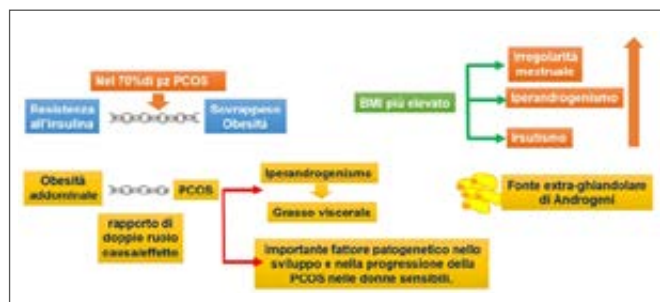 Nel 70%di pz PCOS
Resistenza
all'insulina
Sovrappeso
Obesità
BMI più elevato
Irregolarità
mestruale
Iperandrogenismo
Irsutismo
Obesità
addominale
PCOS
rapporto di
doppio ruolo
causa/effetto
Iperandrogenismo
Grasso viscerale
Importante fattore patogenetico nello
sviluppo e nella progressione della
PCOS nelle donne sensibili.
Fonte extra-ghiandolare
di Androgeni